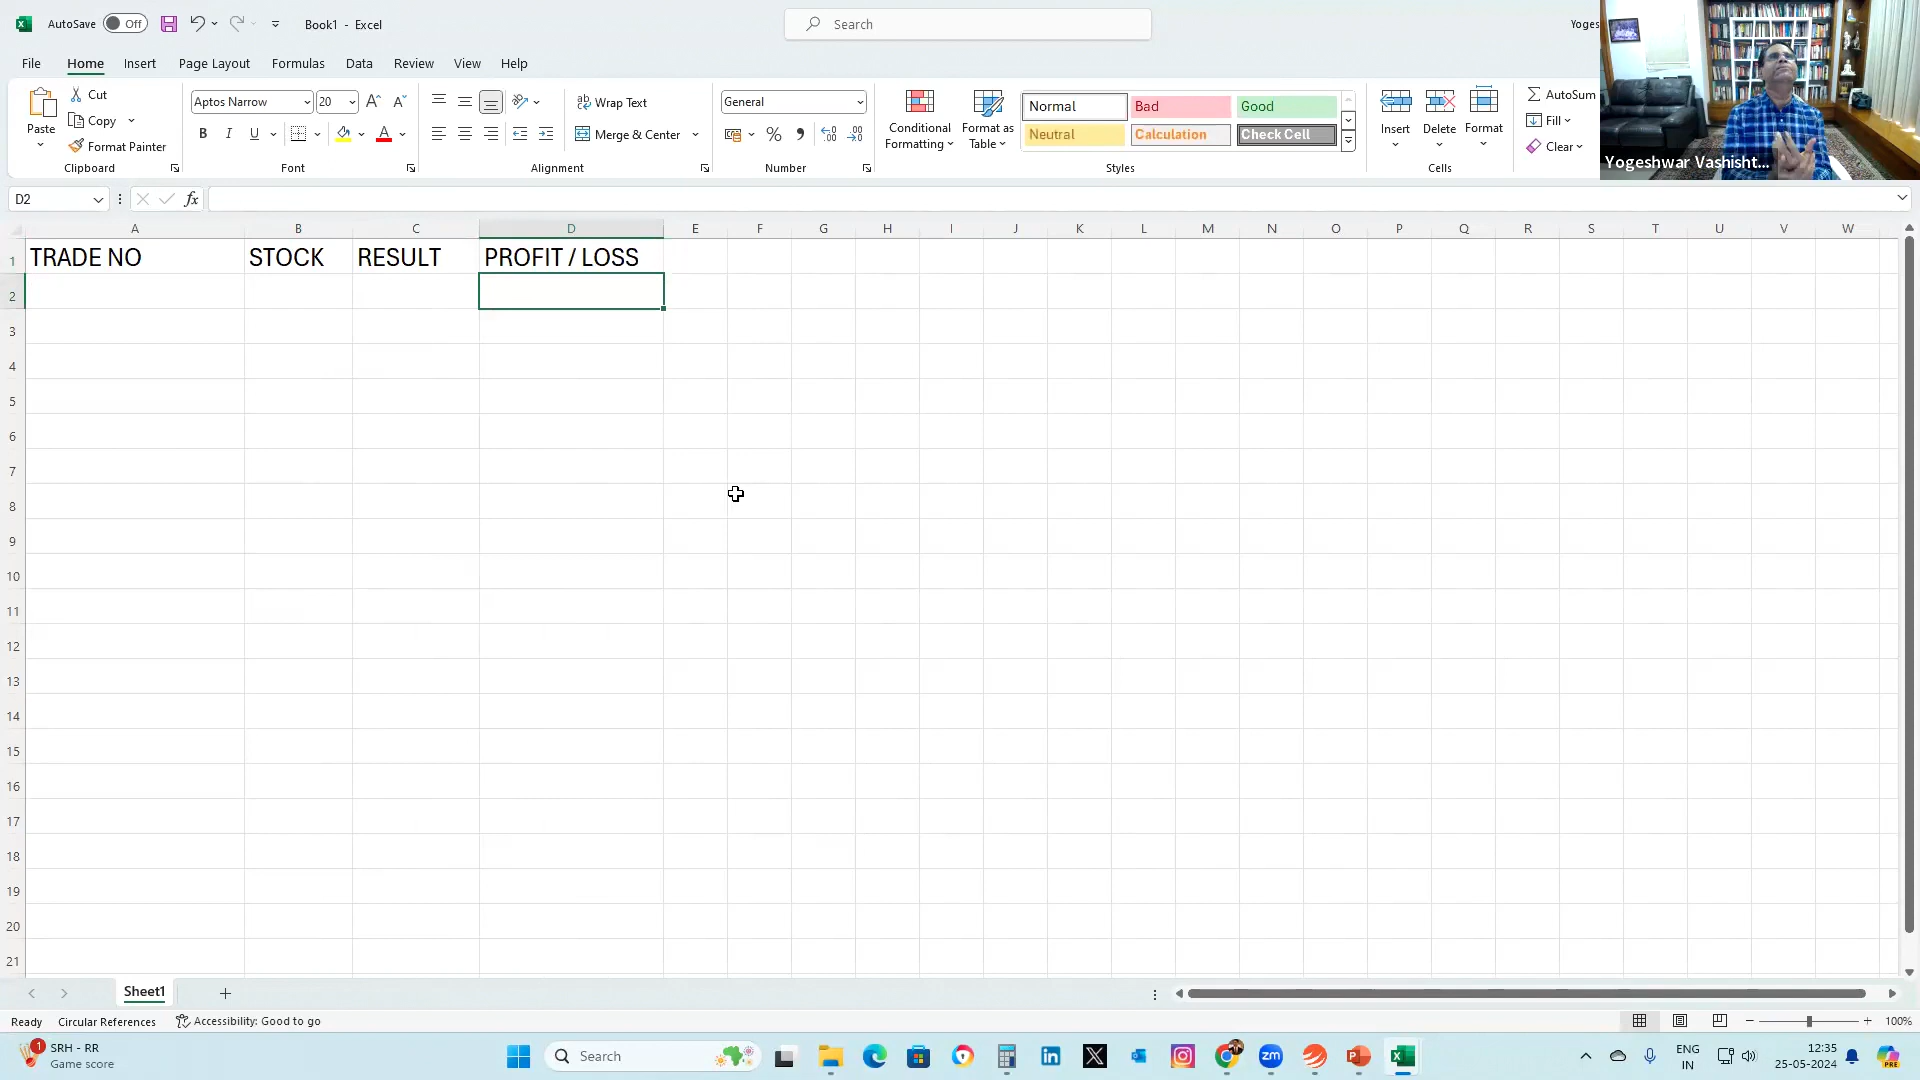 AutoSave Off Book1 - Excel Search Yoges
File Home Insert Page Layout Formulas Data Review View Help
Paste Cut Copy Format Painter Clipboard
Aptos Narrow 20 B I U A Font
Wrap Text Merge & Center Alignment
General % Number
Conditional Formatting Format as Table
Normal Bad Good
Neutral Calculation Check Cell
Styles
Insert Delete Format Cells
AutoSum Fill Clear
Yogeshwar Vashisht...
D2 fx
A B C D E F G H I J K L M N O P Q R S T U V W
1 TRADE NO STOCK RESULT PROFIT / LOSS
2
3
4
5
6
7
8
9
10
11
12
13
14
15
16
17
18
19
20
21
Sheet1
Ready Circular References Accessibility: Good to go 100%
1 SRH - RR Search ENG 12:35
Game score IN 25-05-2024